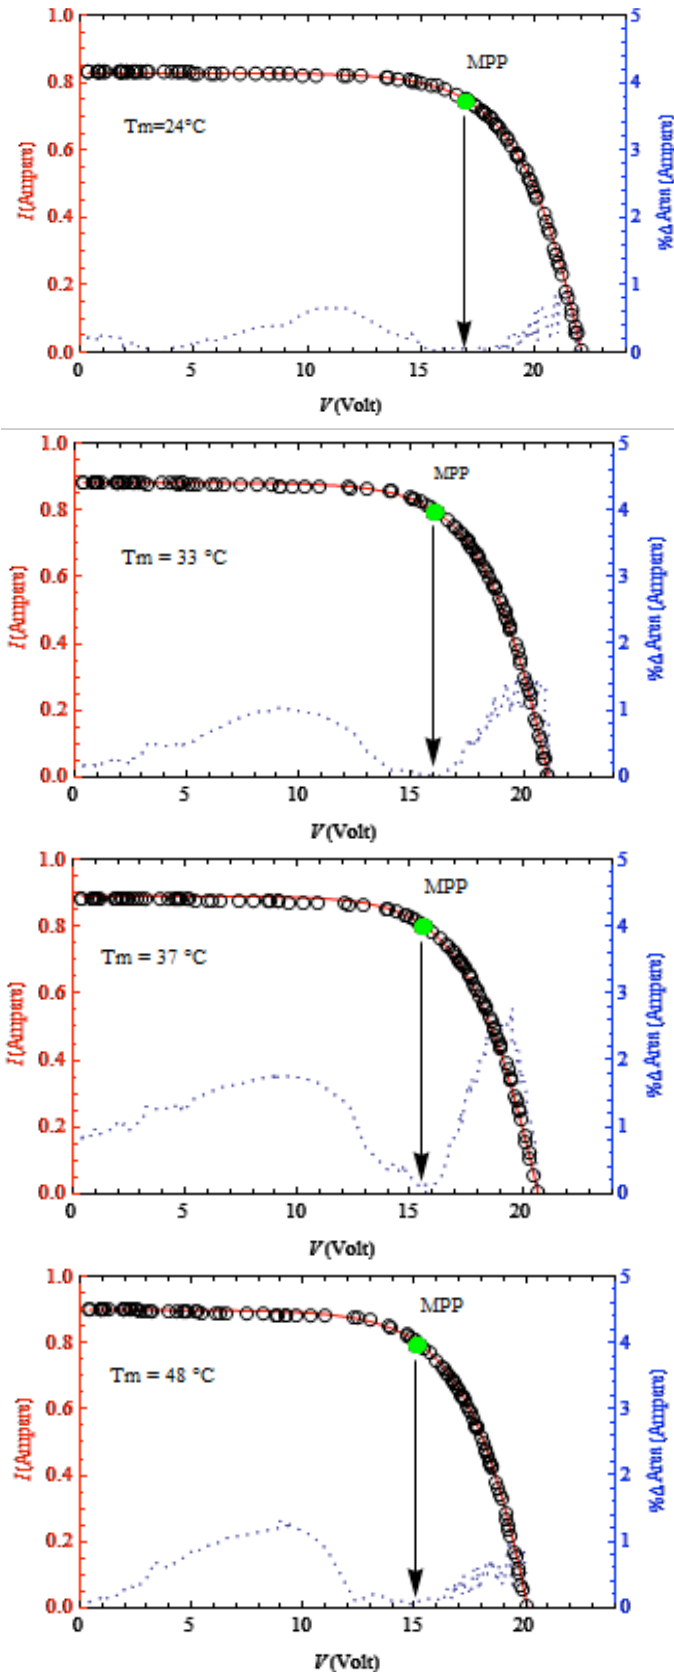 1.0
5
MPP
0.8
4
Tm=24°C
0.6
3
I(Ampere)
%Δ Area (Ampere)
0.4
2
0.2
1
0.0
0
0 5 10 15 20
V(Volt)
1.0
5
MPP
0.8
4
Tm = 33 °C
0.6
3
I(Ampere)
%Δ Area (Ampere)
0.4
2
0.2
1
0.0
0
0 5 10 15 20
V(Volt)
1.0
5
MPP
0.8
4
Tm = 37 °C
0.6
3
I(Ampere)
%Δ Area (Ampere)
0.4
2
0.2
1
0.0
0
0 5 10 15 20
V(Volt)
1.0
5
MPP
0.8
4
Tm = 48 °C
0.6
3
I(Ampere)
%Δ Area (Ampere)
0.4
2
0.2
1
0.0
0
0 5 10 15 20
V(Volt)